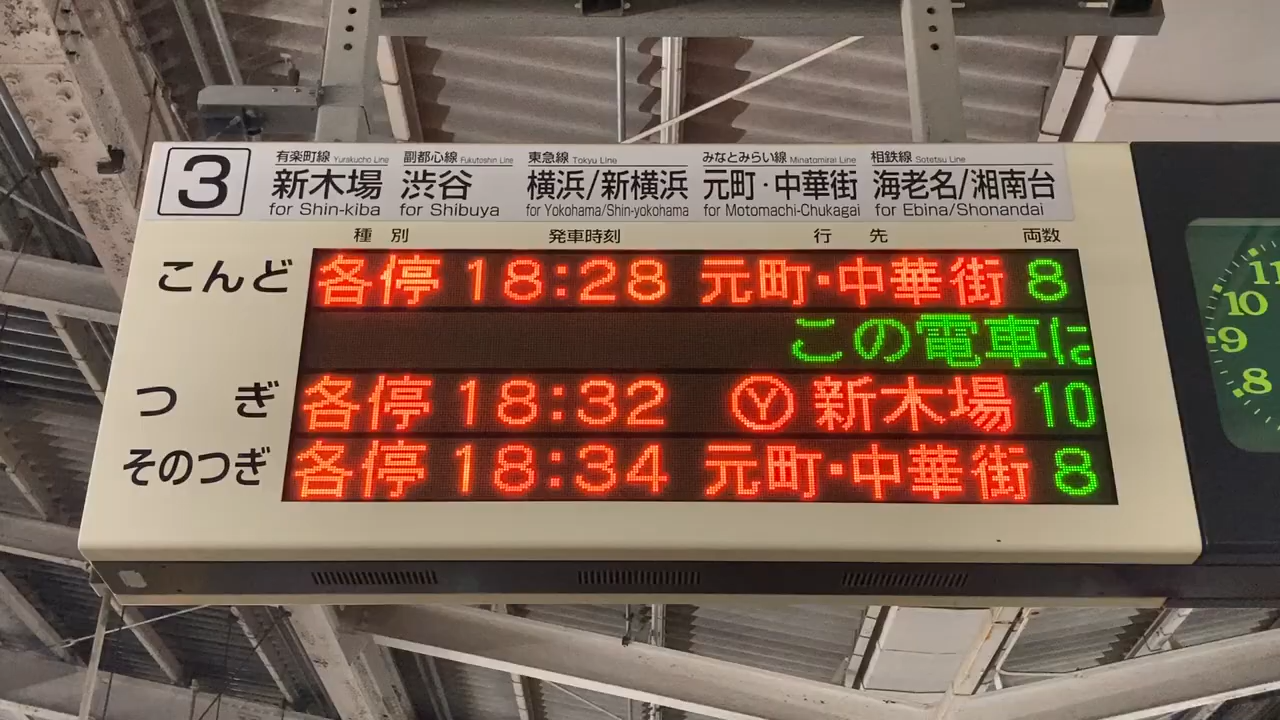 3
有楽町線 Yurakucho Line 副都心線 Fukutoshin Line 東急線 Tokyu Line みなとみらい線 Minatomirai Line 相鉄線 Sotetsu Line
新木場 渋谷 横浜/新横浜 元町・中華街 海老名/湘南台
for Shin-kiba for Shibuya for Yokohama/Shin-yokohama for Motomachi-Chukagai for Ebina/Shonandai
種別 発車時刻 行先 両数
こんど 各停 18:28 元町・中華街 8
この電車に
つぎ 各停 18:32 Ⓨ 新木場 10
そのつぎ 各停 18:34 元町・中華街 8
11
10
9
8